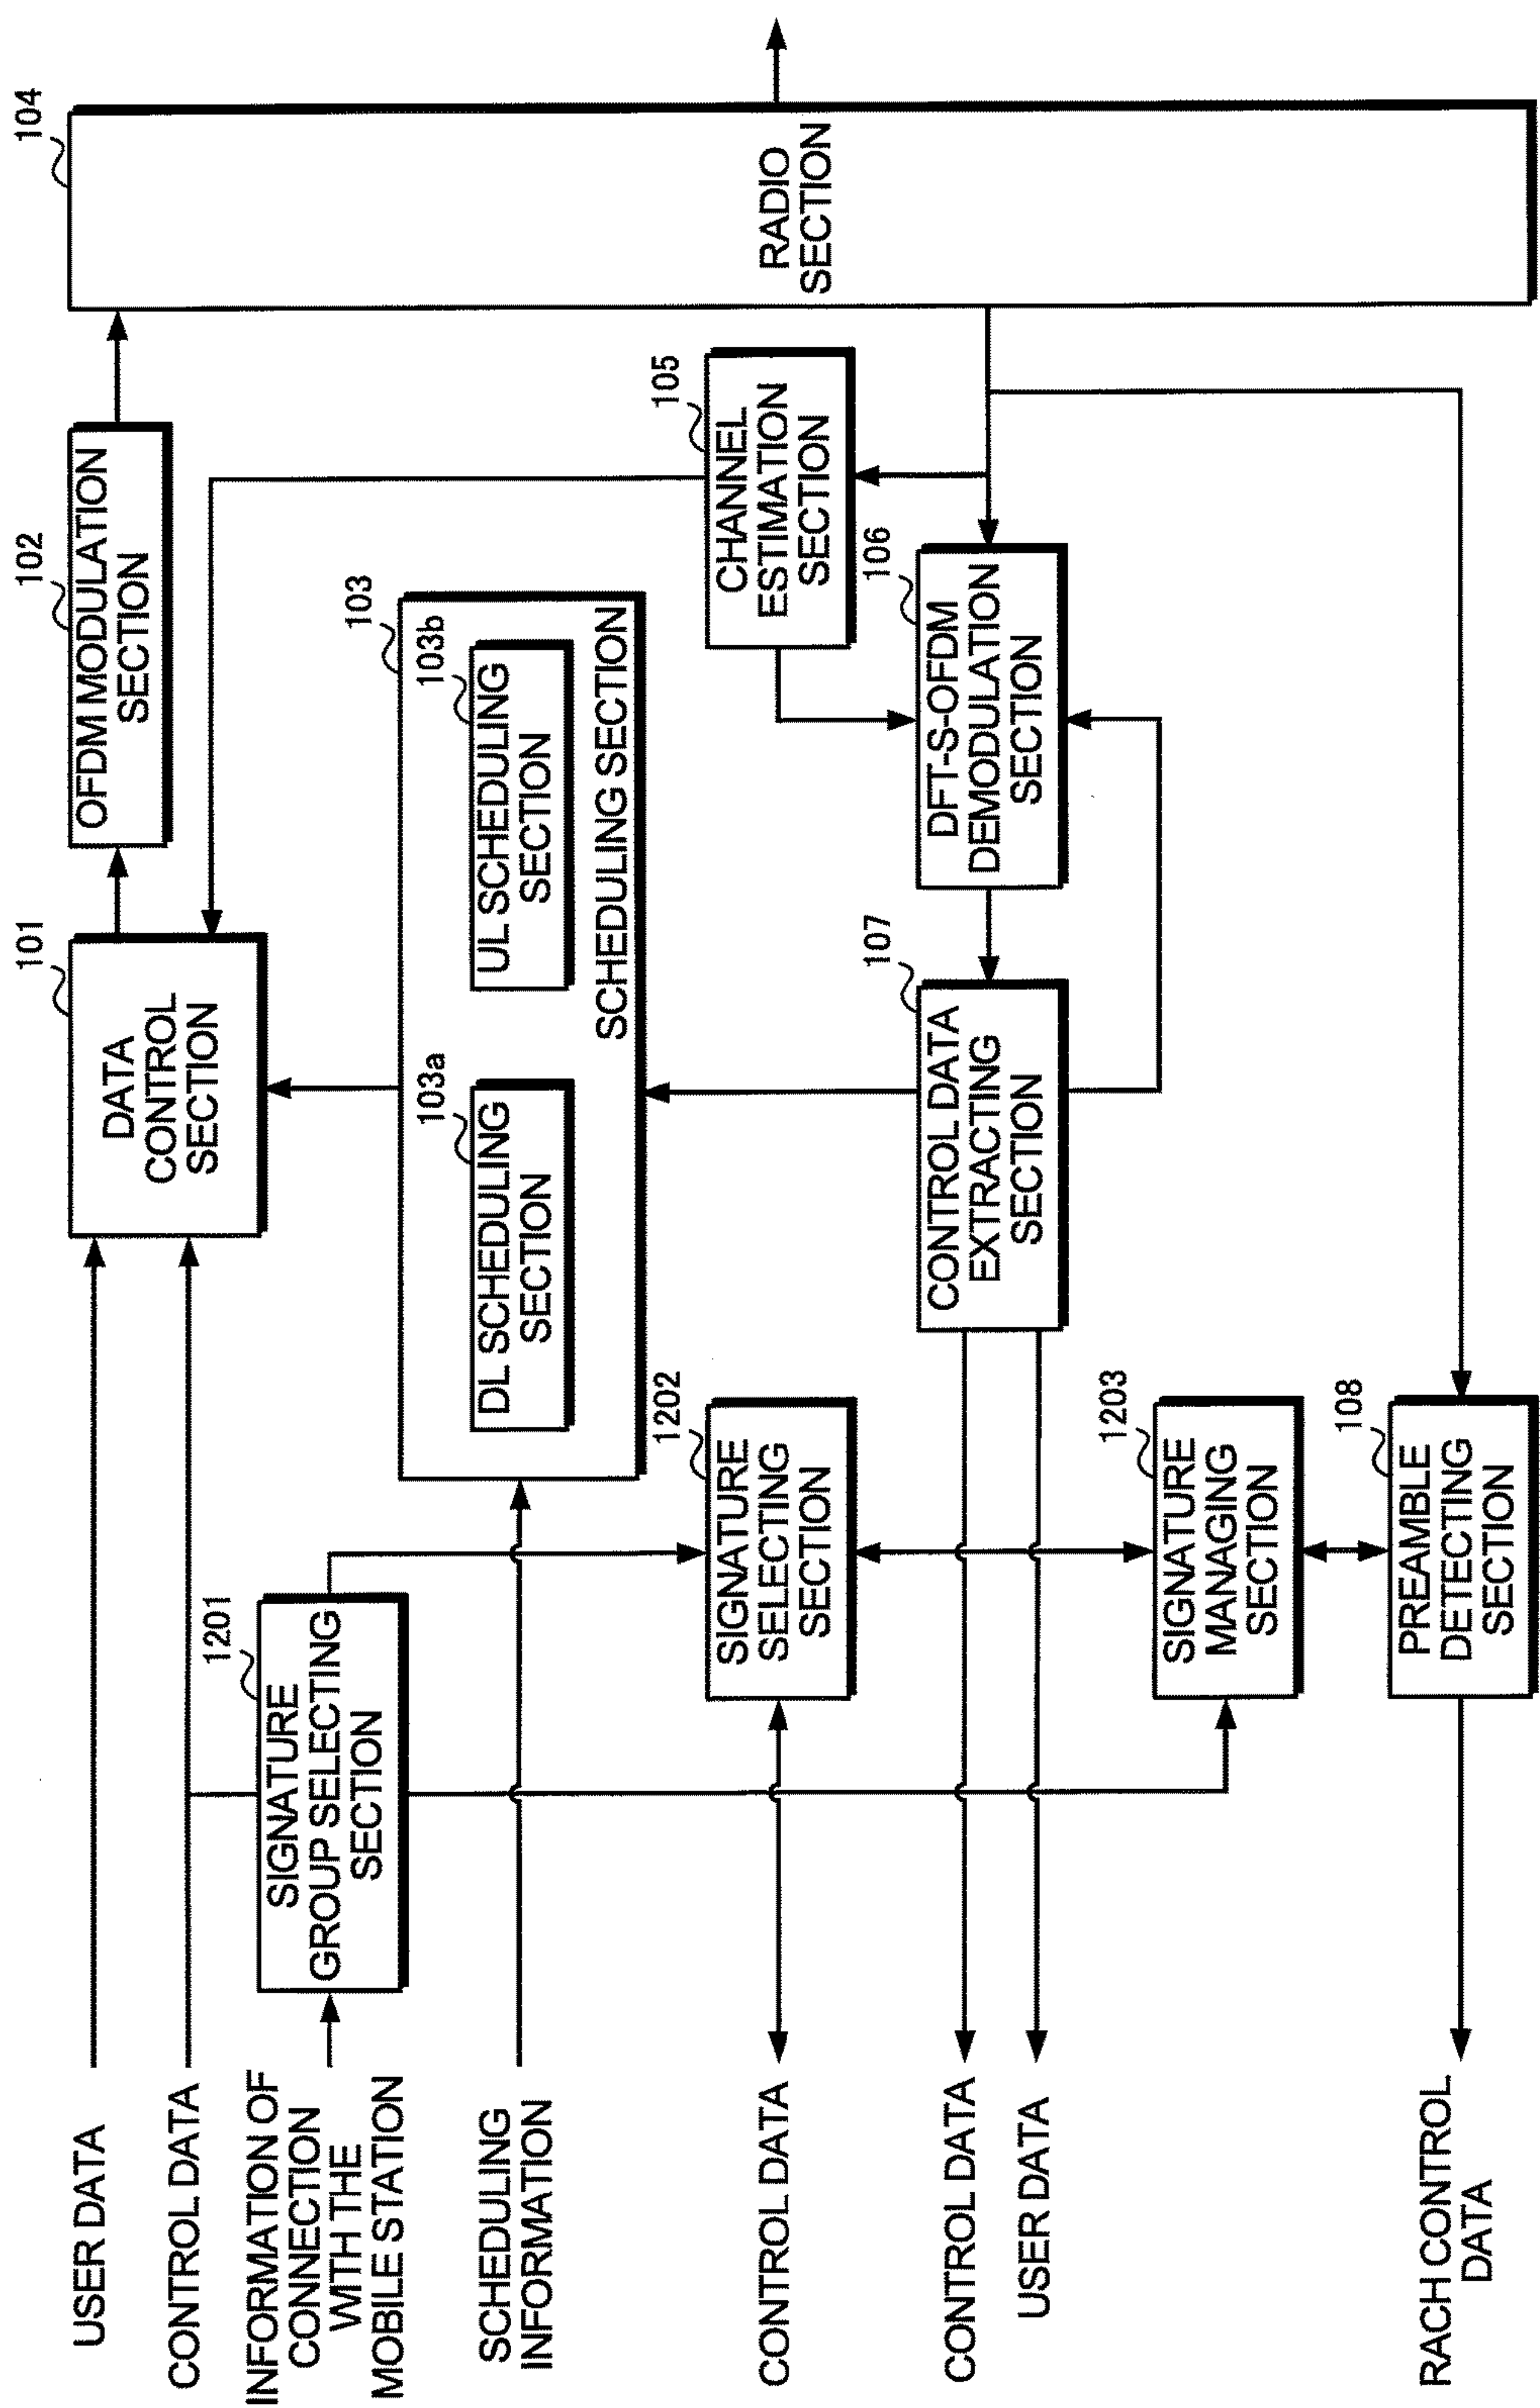 USER DATA
CONTROL DATA
INFORMATION OF
CONNECTION
WITH THE
MOBILE STATION
SCHEDULING
INFORMATION
CONTROL DATA
CONTROL DATA
USER DATA
RACH CONTROL
DATA
1201
SIGNATURE
GROUP SELECTING
SECTION
1202
SIGNATURE
SELECTING
SECTION
1203
SIGNATURE
MANAGING
SECTION
108
PREAMBLE
DETECTING
SECTION
101
DATA
CONTROL
SECTION
103
103a
DL SCHEDULING
SECTION
103b
UL SCHEDULING
SECTION
SCHEDULING SECTION
107
CONTROL DATA
EXTRACTING
SECTION
102
OFDM MODULATION
SECTION
105
CHANNEL
ESTIMATION
SECTION
106
DFT-S-OFDM
DEMODULATION
SECTION
104
RADIO
SECTION